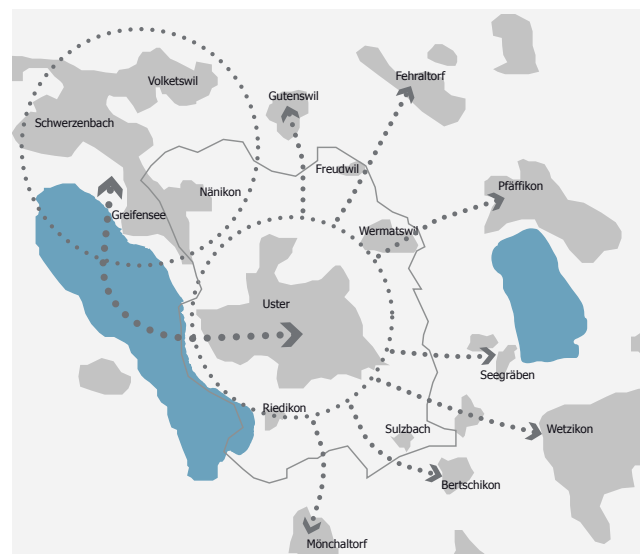 Volketswil
Fehraltorf
Gutenswil
Schwerzenbach
Freudwil
Nänikon
Pfäffikon
Greifensee
Wermatswil
Uster
Seegräben
Riedikon
Sulzbach
Wetzikon
Bertschikon
Mönchaltorf